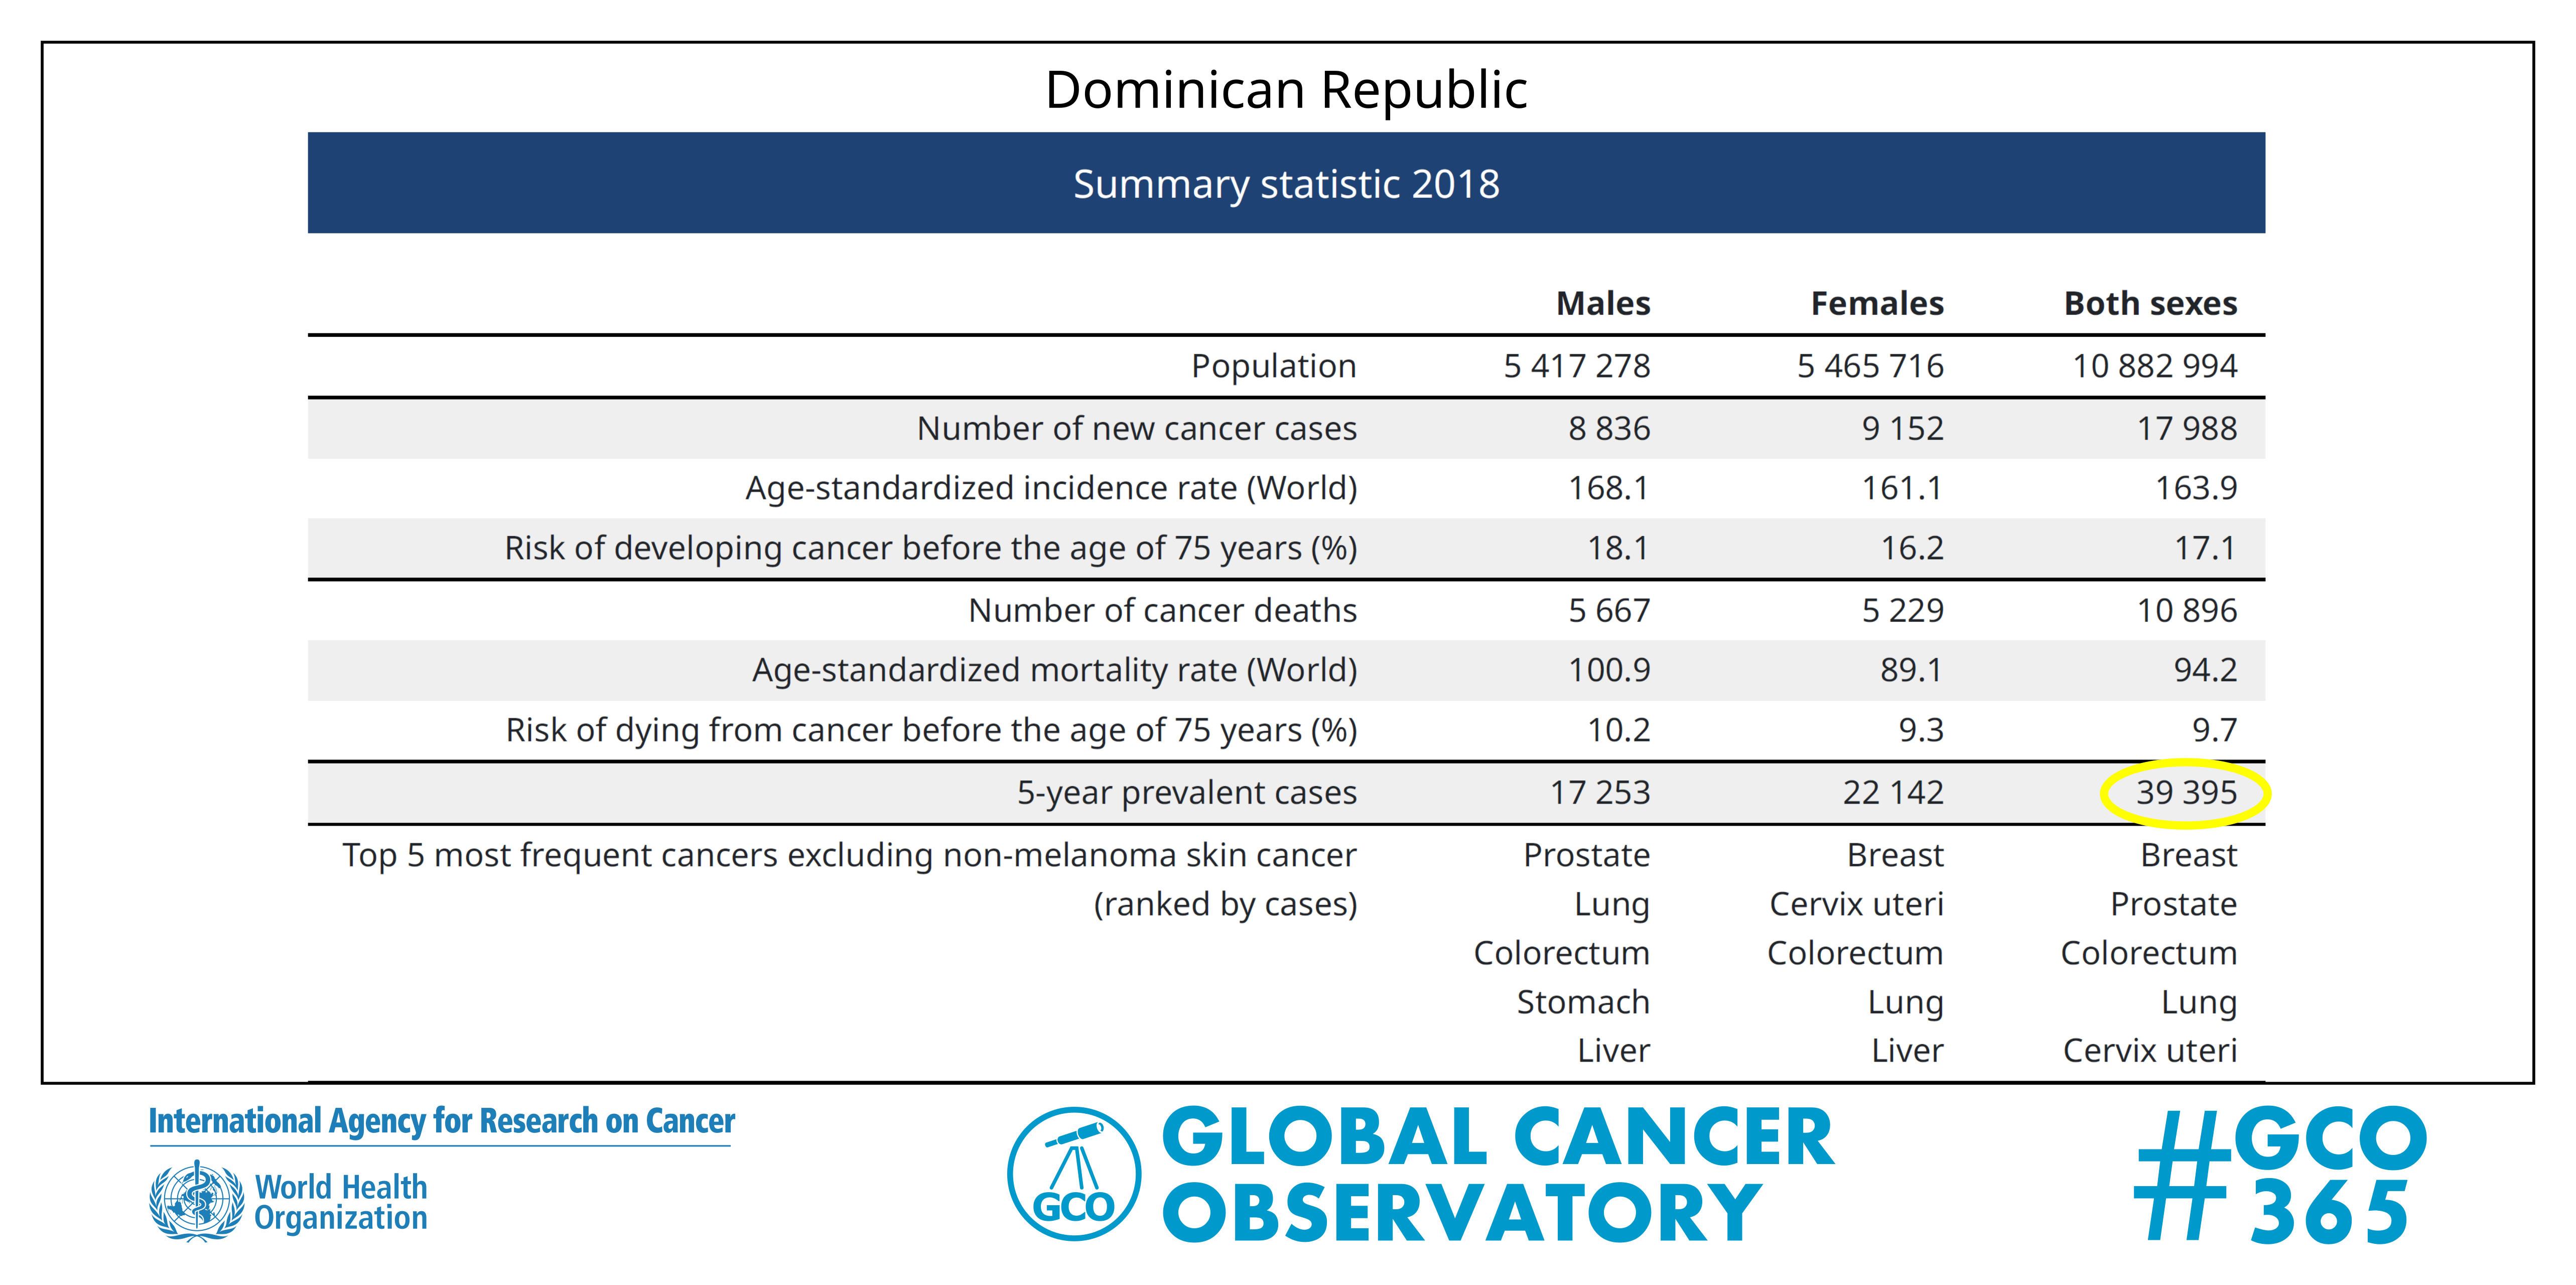 Dominican Republic
Summary statistic 2018
Males Females Both sexes
Population 5 417 278 5 465 716 10 882 994
Number of new cancer cases 8 836 9 152 17 988
Age-standardized incidence rate (World) 168.1 161.1 163.9
Risk of developing cancer before the age of 75 years (%) 18.1 16.2 17.1
Number of cancer deaths 5 667 5 229 10 896
Age-standardized mortality rate (World) 100.9 89.1 94.2
Risk of dying from cancer before the age of 75 years (%) 10.2 9.3 9.7
5-year prevalent cases 17 253 22 142 39 395
Top 5 most frequent cancers excluding non-melanoma skin cancer Prostate Breast Breast
(ranked by cases) Lung Cervix uteri Prostate
Colorectum Colorectum Colorectum
Stomach Lung Lung
Liver Liver Cervix uteri
International Agency for Research on Cancer
World Health
Organization
GCO
GLOBAL CANCER
OBSERVATORY
#GCO
365